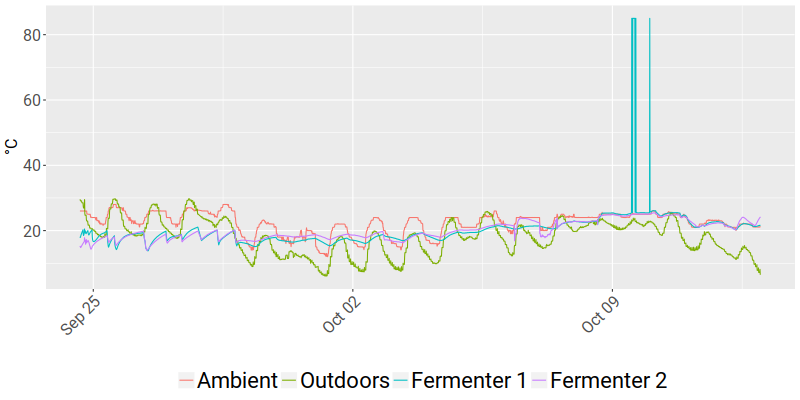 80
60
40
20
°C
Sep 25
Oct 02
Oct 09
Ambient
Outdoors
Fermenter 1
Fermenter 2